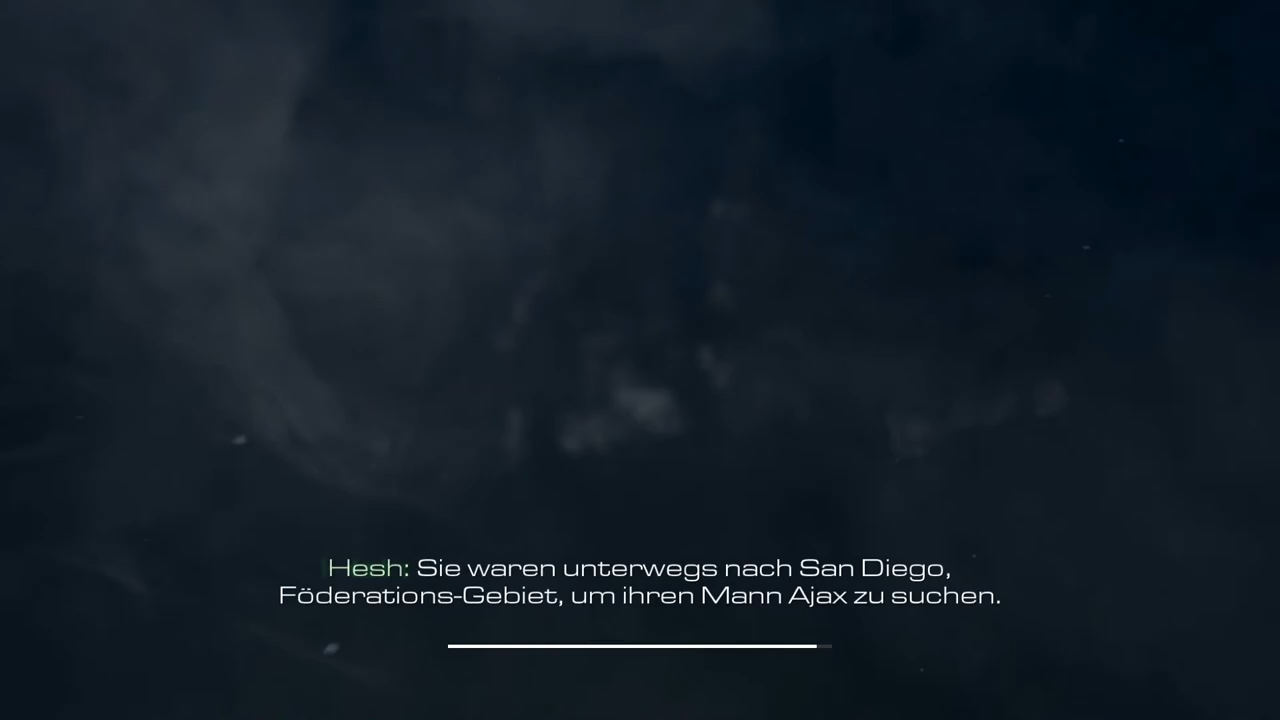 Hesh: Sie waren unterwegs nach San Diego,
Föderations-Gebiet, um ihren Mann Ajax zu suchen.